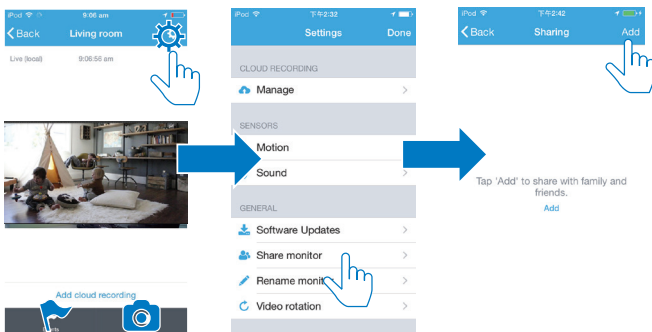 iPod
9:06 am
Back
Living room
Live (local)
9:06:56 am
Add cloud recording
iPod
下午2:32
Settings
Done
CLOUD RECORDING
Manage
SENSORS
Motion
Sound
GENERAL
Software Updates
Share monitor
Rename monitor
Video rotation
iPod
下午2:42
Back
Sharing
Add
Tap 'Add' to share with family and
friends.
Add